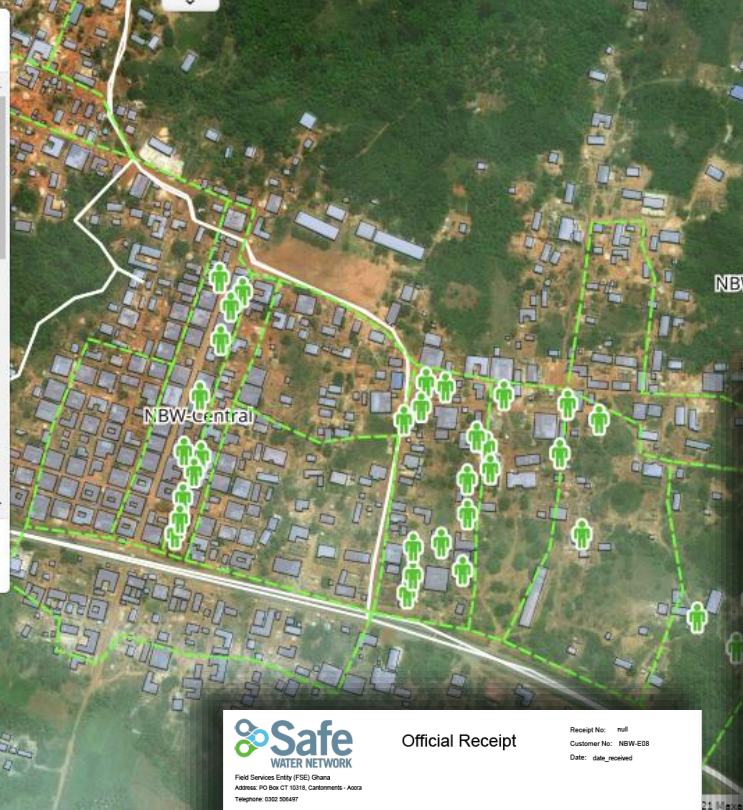 NBW-Central
NBW
Safe
WATER NETWORK
Official Receipt
Receipt No: null
Customer No: NBW-E08
Date: date_received
Field Services Entity (FSE) Ghana
Address: PO Box CT 10318, Cantonments - Accra
Telephone: 0302 506497